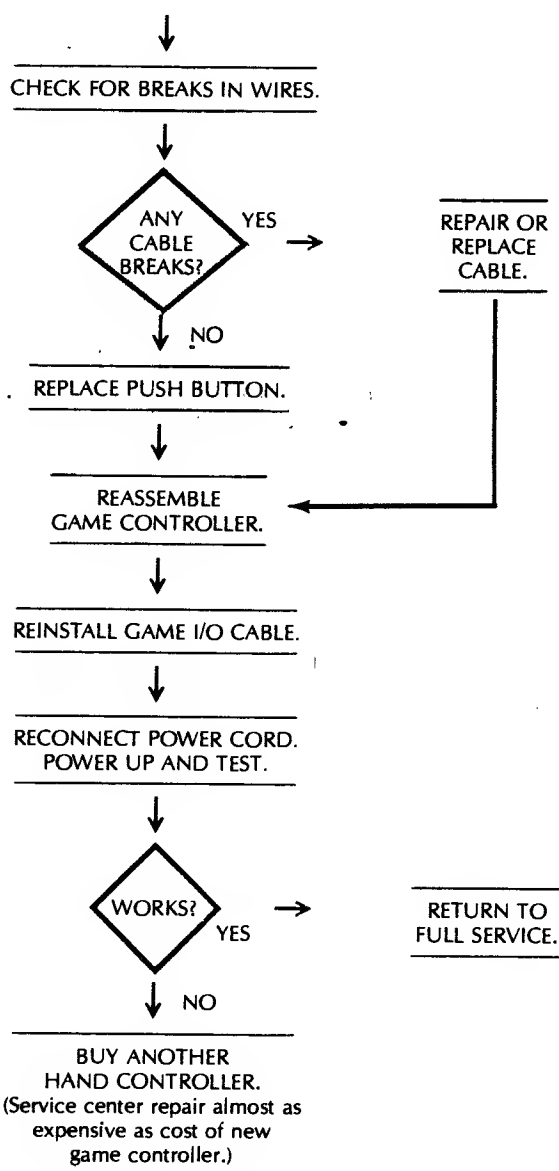 CHECK FOR BREAKS IN WIRES.
ANY
CABLE
BREAKS?
YES
REPAIR OR
REPLACE
CABLE.
NO
REPLACE PUSH BUTTON.
REASSEMBLE
GAME CONTROLLER.
REINSTALL GAME I/O CABLE.
RECONNECT POWER CORD.
POWER UP AND TEST.
WORKS?
YES
RETURN TO
FULL SERVICE.
NO
BUY ANOTHER
HAND CONTROLLER.
(Service center repair almost as
expensive as cost of new
game controller.)